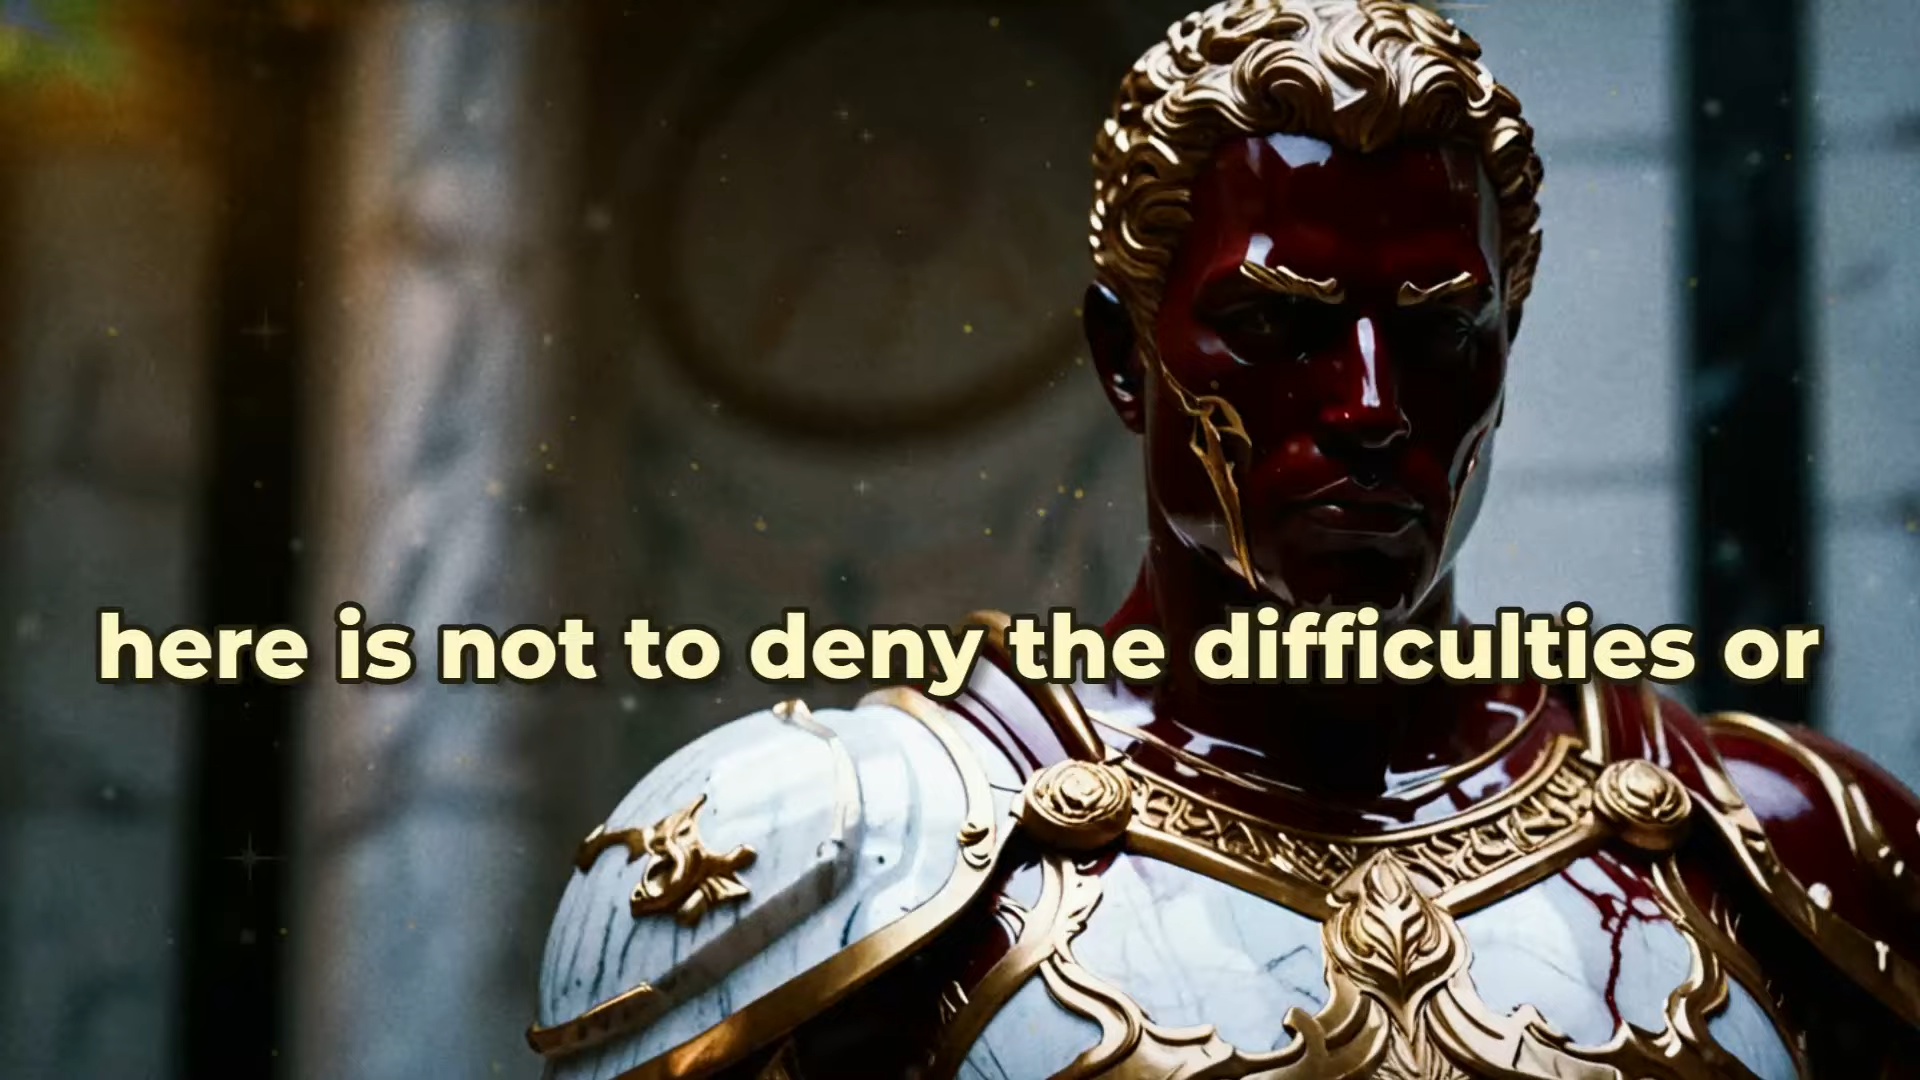 here is not to deny the difficulties or